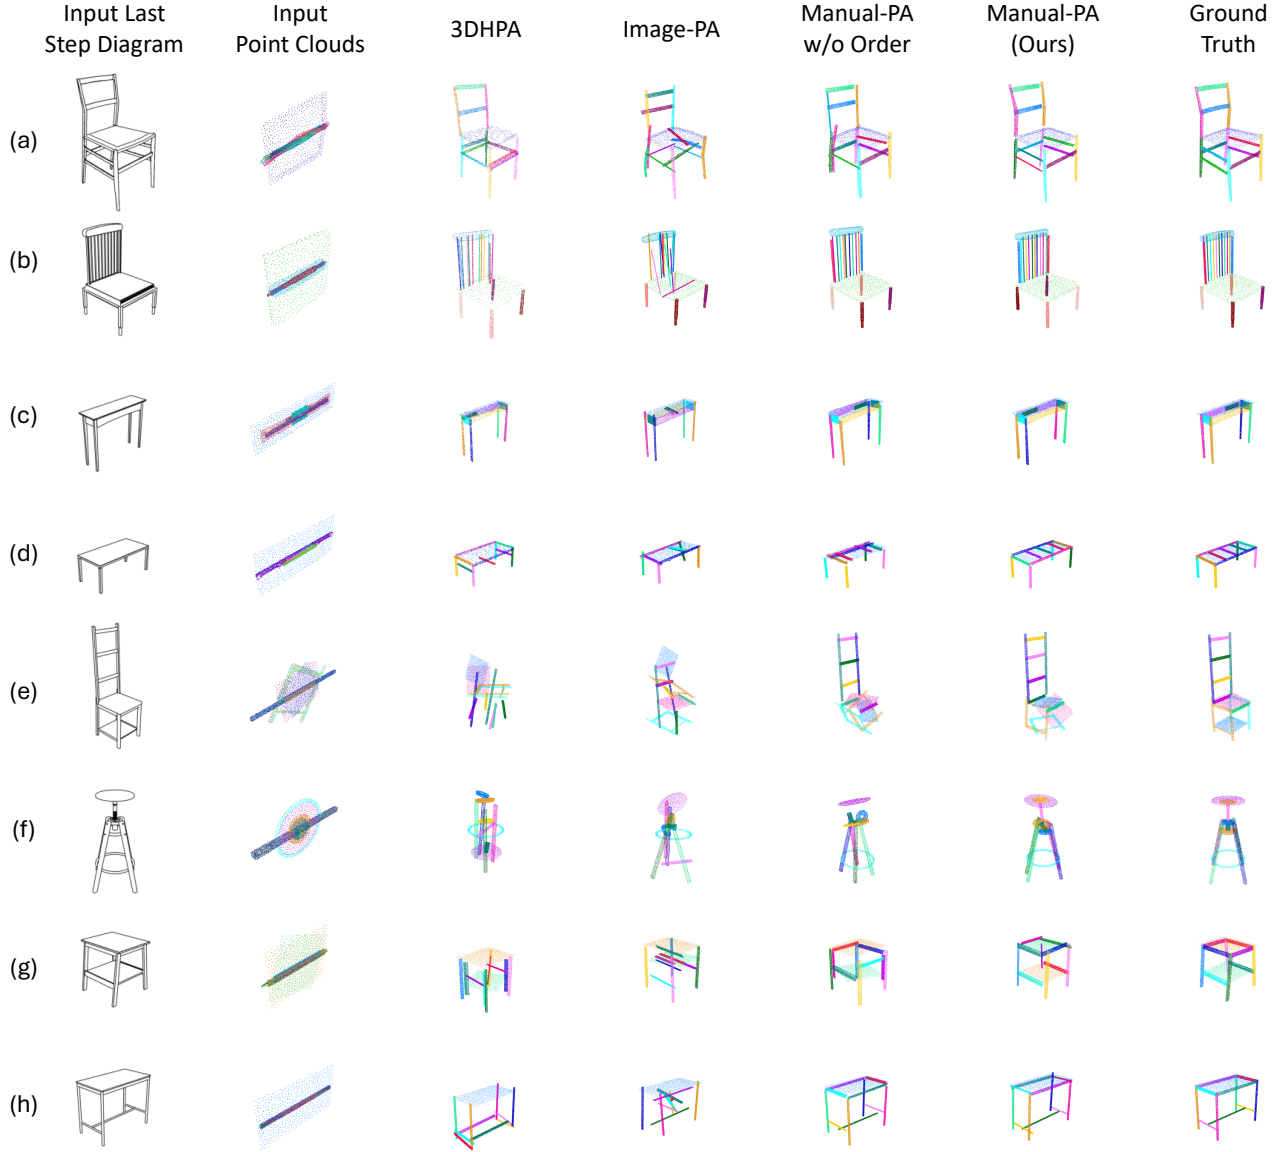 Input Last
Step Diagram
Input
Point Clouds
3DHPA
Image-PA
Manual-PA
w/o Order
Manual-PA
(Ours)
Ground
Truth
(a)
(b)
(c)
(d)
(e)
(f)
(g)
(h)